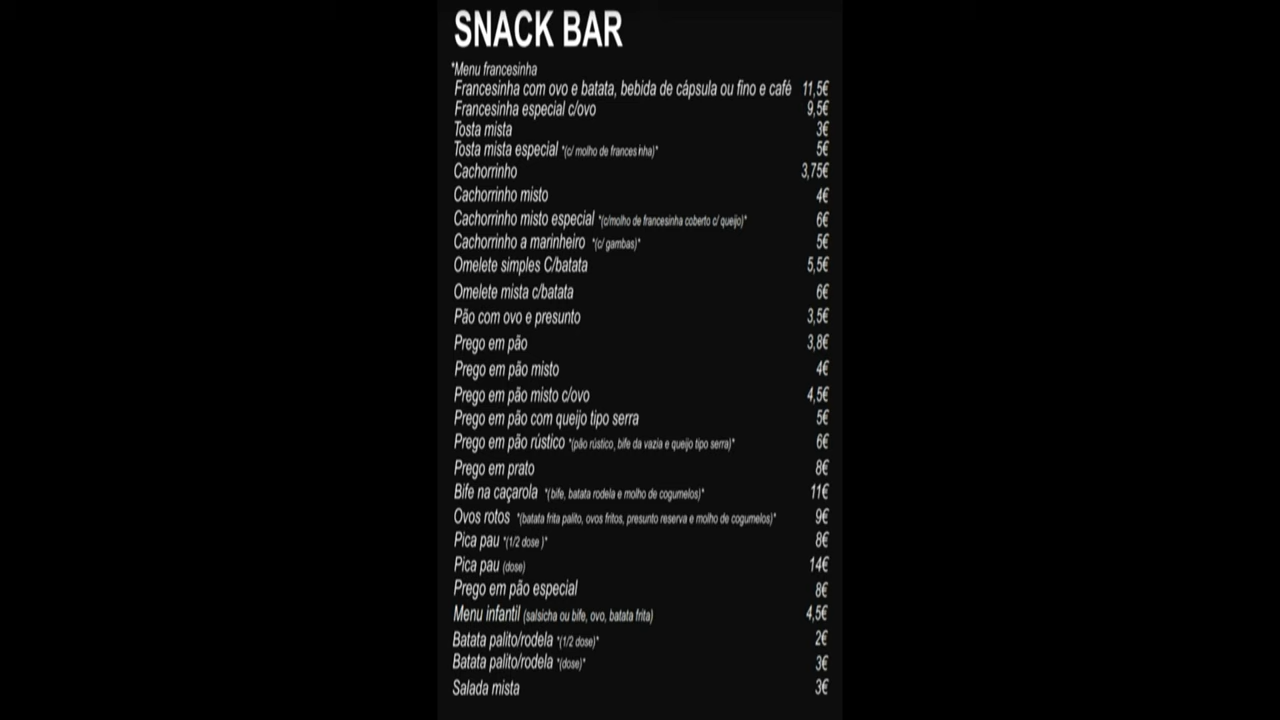 SNACK BAR
*Menu francesinha
Francesinha com ovo e batata, bebida de cápsula ou fino e café 11,5€
Francesinha especial c/ovo 9,5€
Tosta mista 3€
Tosta mista especial *(c/ molho de francesinha)* 5€
Cachorrinho 3,75€
Cachorrinho misto 4€
Cachorrinho misto especial *(c/molho de francesinha coberto c/ queijo)* 6€
Cachorrinho a marinheiro *(c/ gambas)* 5€
Omelete simples C/batata 5,5€
Omelete mista c/batata 6€
Pão com ovo e presunto 3,5€
Prego em pão 3,8€
Prego em pão misto 4€
Prego em pão misto c/ovo 4,5€
Prego em pão com queijo tipo serra 5€
Prego em pão rústico *(pão rústico, bife da vazia e queijo tipo serra)* 6€
Prego em prato 8€
Bife na caçarola *(bife, batata rodela e molho de cogumelos)* 11€
Ovos rotos *(batata frita palito, ovos fritos, presunto reserva e molho de cogumelos)* 9€
Pica pau *(1/2 dose )* 8€
Pica pau (dose) 14€
Prego em pão especial 8€
Menu infantil (salsicha ou bife, ovo, batata frita) 4,5€
Batata palito/rodela *(1/2 dose)* 2€
Batata palito/rodela *(dose)* 3€
Salada mista 3€